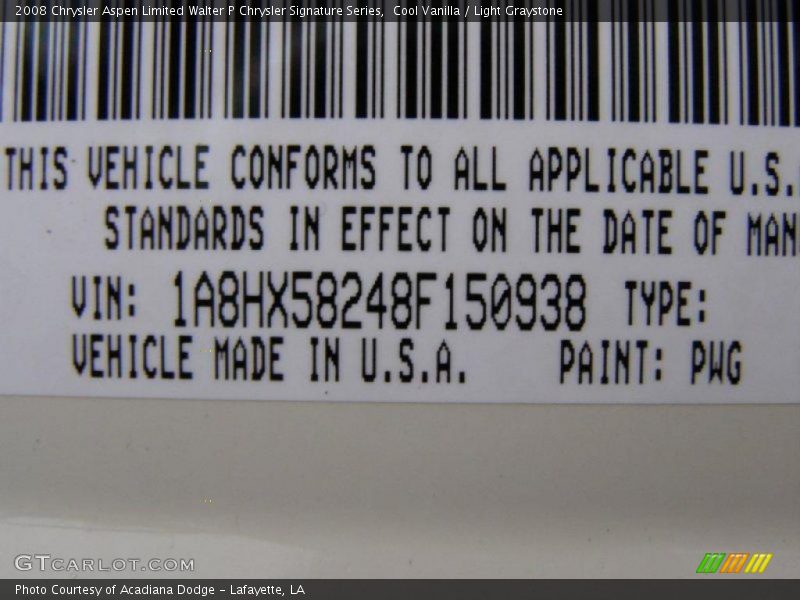 2008 Chrysler Aspen Limited Walter P Chrysler Signature Series,  Cool Vanilla / Light Graystone
THIS VEHICLE CONFORMS TO ALL APPLICABLE U.S.
STANDARDS IN EFFECT ON THE DATE OF MAN
VIN: 1A8HX58248F150938 TYPE:
VEHICLE MADE IN U.S.A. PAINT: PWG
GTCARLOT.COM
Photo Courtesy of Acadiana Dodge - Lafayette, LA